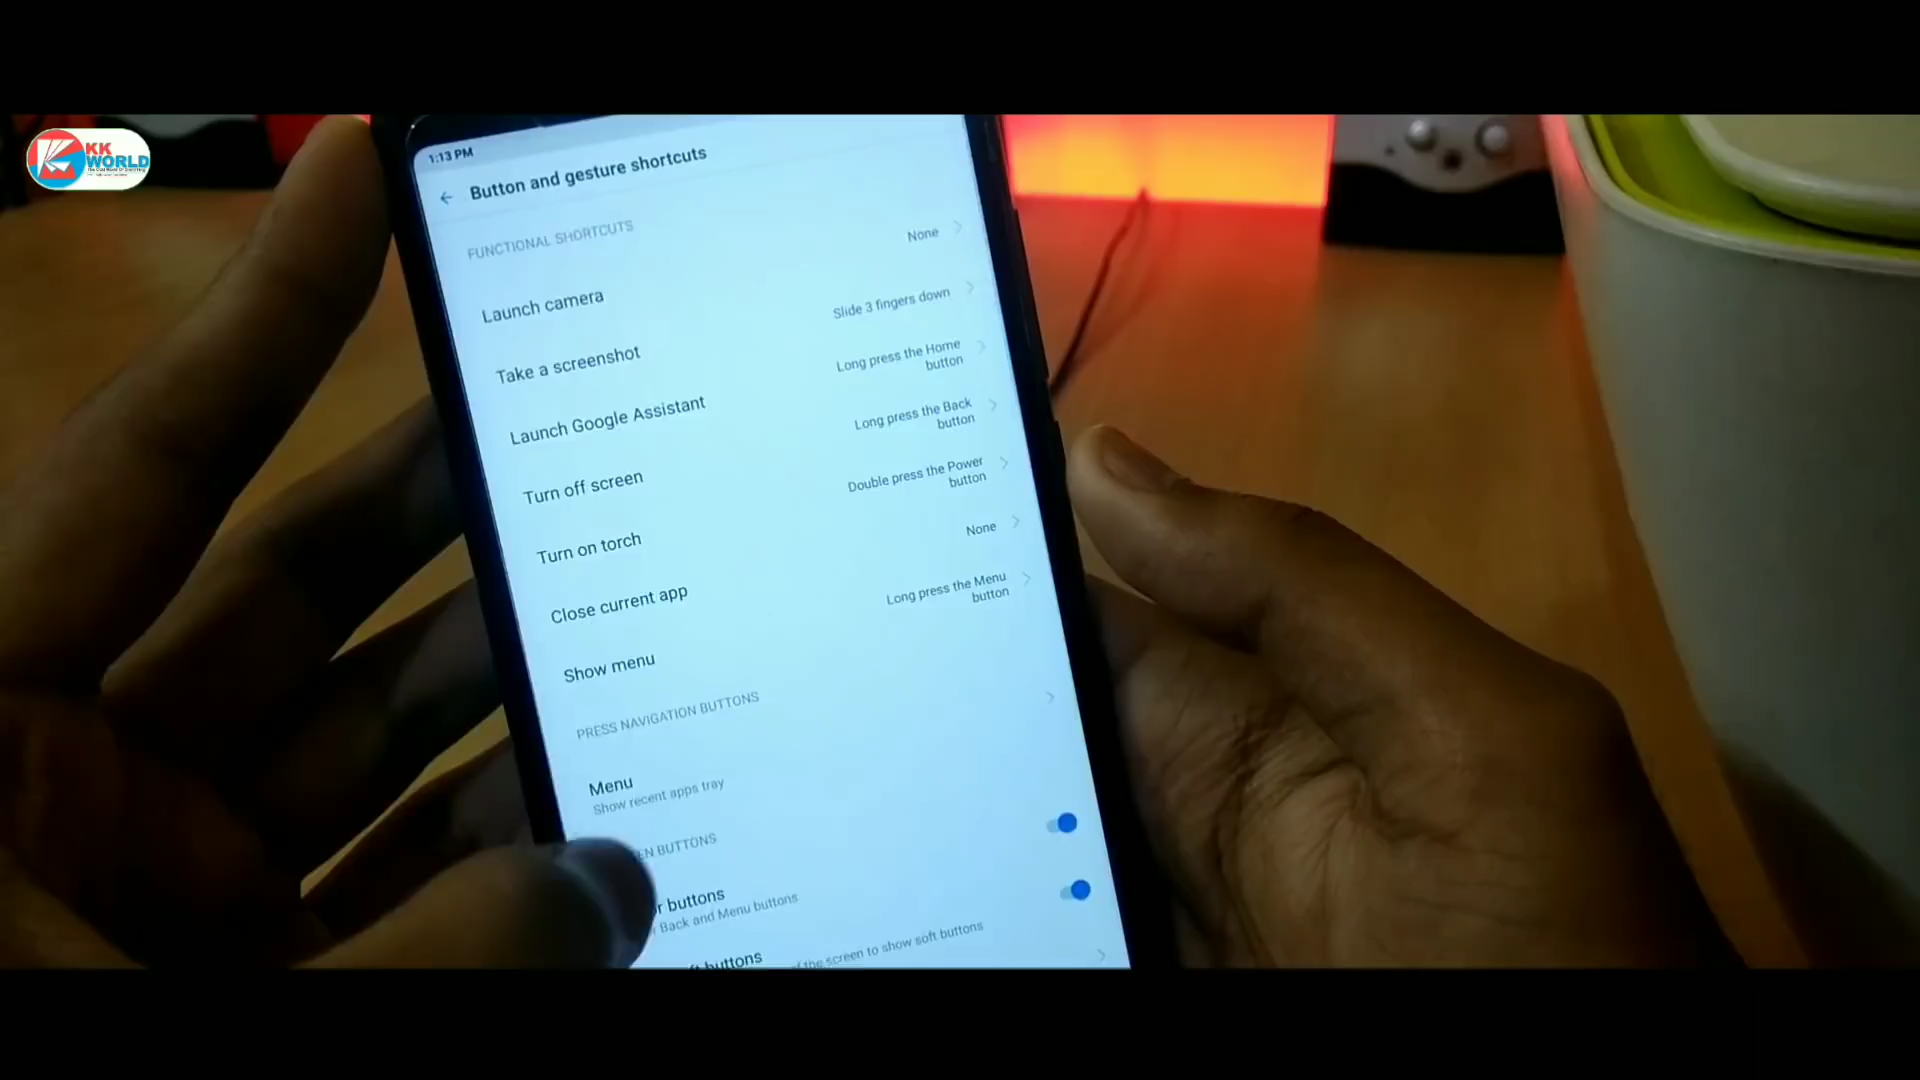 KK
WORLD
1:13 PM
Button and gesture shortcuts
FUNCTIONAL SHORTCUTS
Launch camera
None
Take a screenshot
Slide 3 fingers down
Launch Google Assistant
Long press the Home
button
Turn off screen
Long press the Back
button
Turn on torch
Double press the Power
button
Close current app
None
Show menu
Long press the Menu
button
PRESS NAVIGATION BUTTONS
Menu
Show recent apps tray
BUTTONS
buttons
Back and Menu buttons
buttons
the screen to show soft buttons